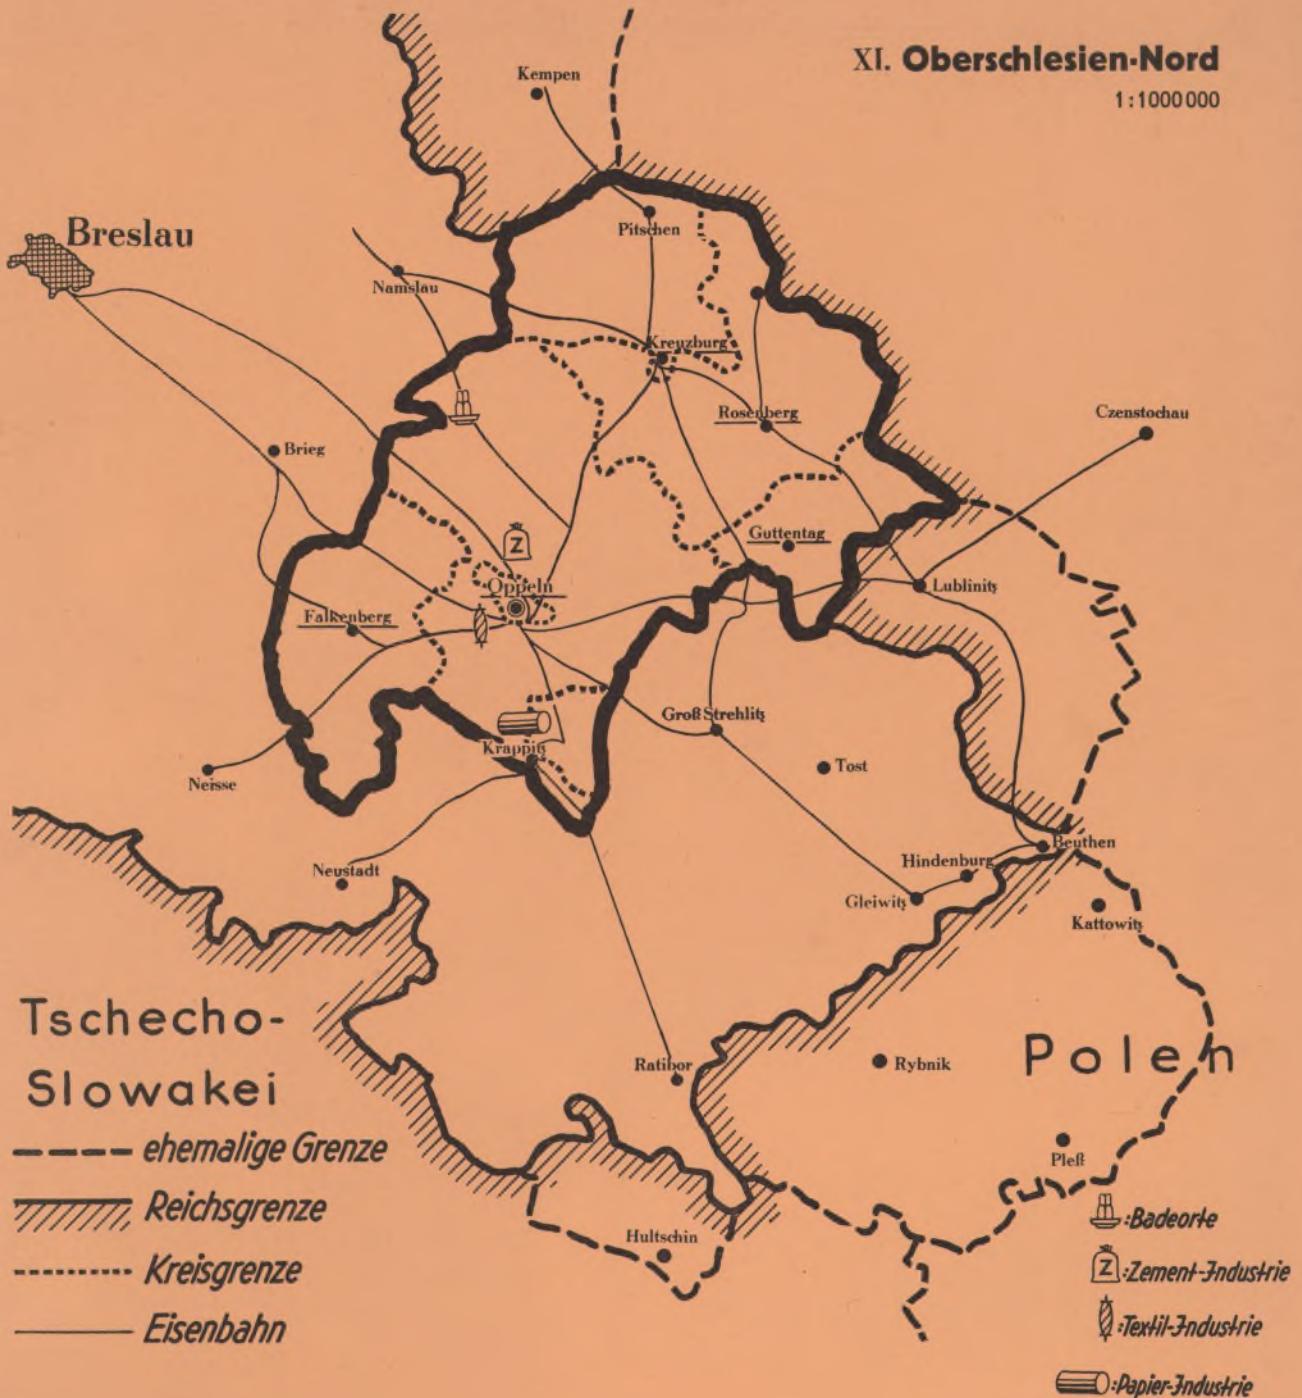 XI. Oberschlesien-Nord
1:1000000
Kempen
Breslau
Pitschen
Namslau
Kreuzburg
Rosenberg
Czenstochau
Brieg
Guttentag
Oppeln
Z
Lublinitz
Falkenberg
Groß Strehlitz
Krappitz
Tost
Neisse
Beuthen
Hindenburg
Neustadt
Gleiwitz
Kattowitz
Tschecho-
Slowakei
Polen
Ratibor
Rybnik
Pleß
Hultschin
ehemalige Grenze
Reichsgrenze
Kreisgrenze
Eisenbahn
:Badeorte
Z :Zement-Industrie
:Textil-Industrie
:Papier-Industrie